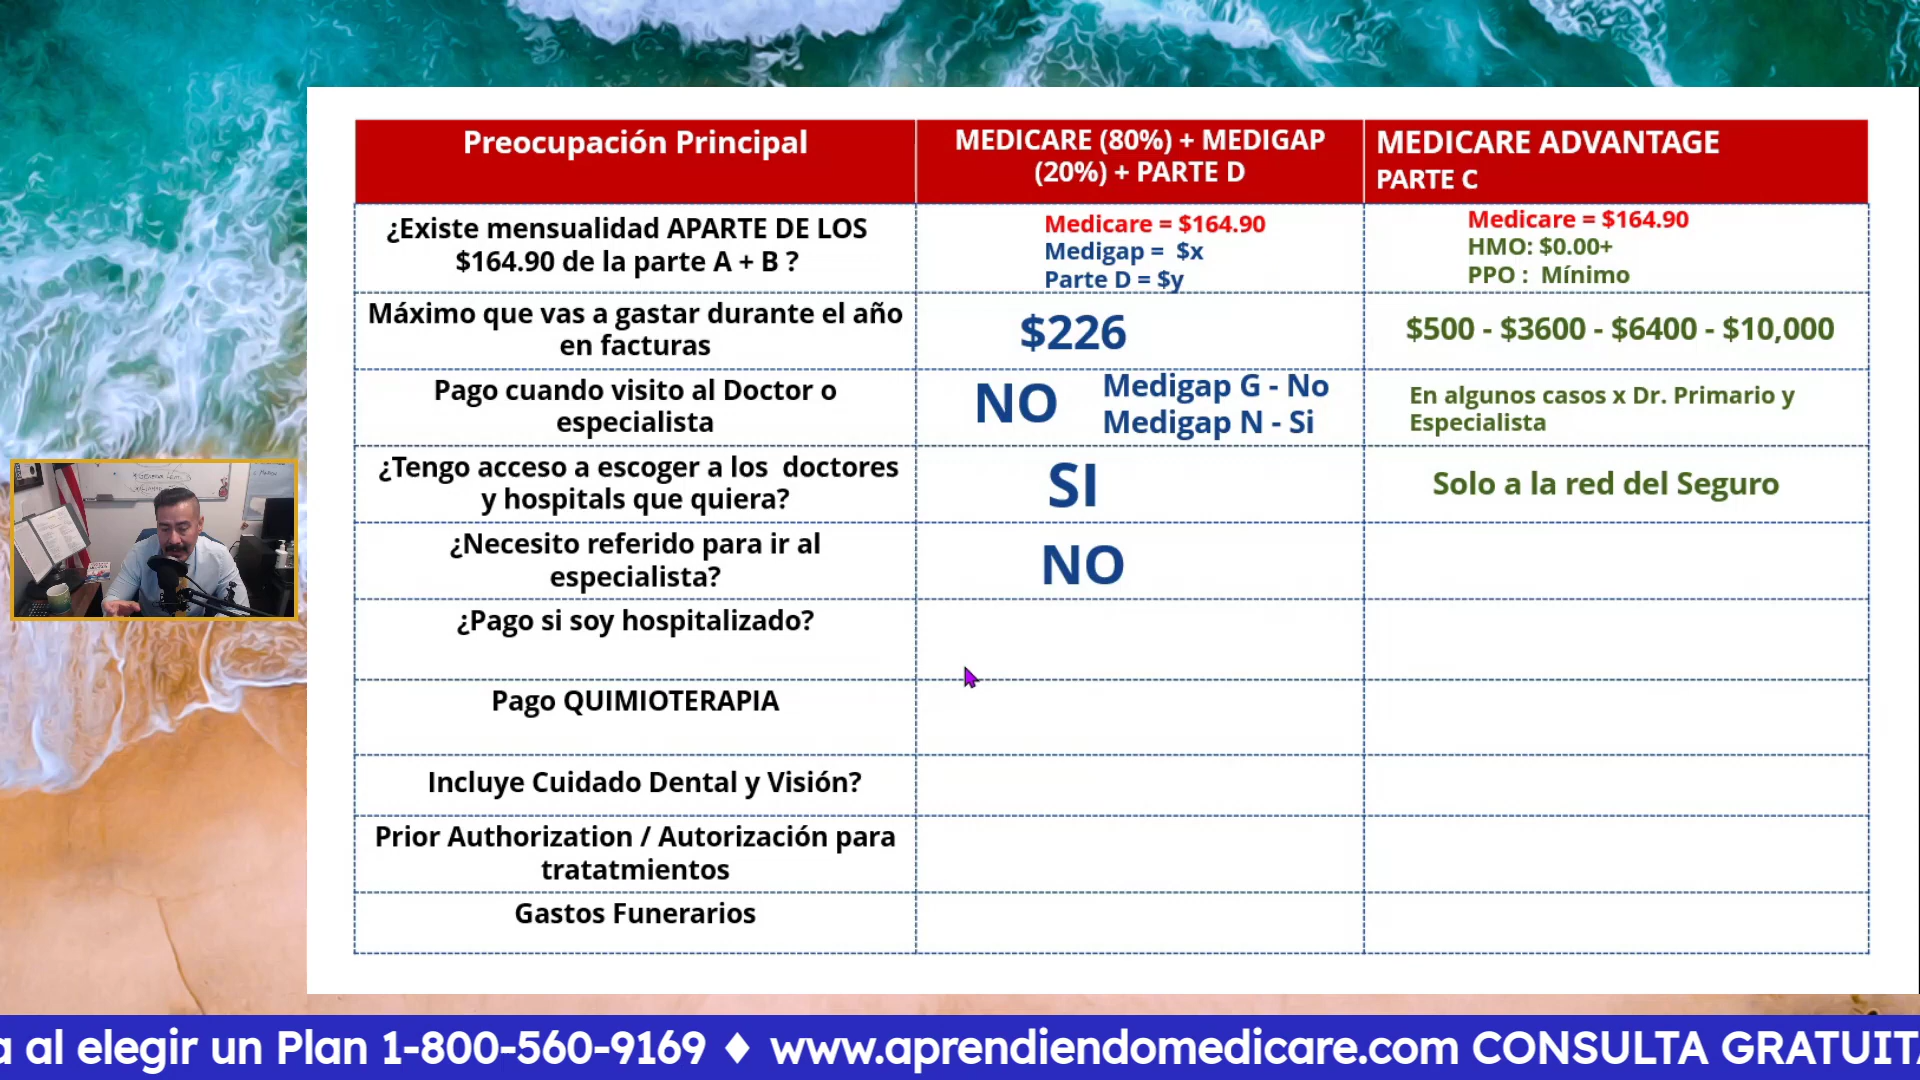 Preocupación Principal
MEDICARE (80%) + MEDIGAP
(20%) + PARTE D
MEDICARE ADVANTAGE
PARTE C
¿Existe mensualidad APARTE DE LOS
$164.90 de la parte A + B ?
Medicare = $164.90
Medigap = $x
Parte D = $y
Medicare = $164.90
HMO: $0.00+
PPO : Mínimo
Máximo que vas a gastar durante el año
en facturas
$226
$500 - $3600 - $6400 - $10,000
Pago cuando visito al Doctor o
especialista
NO
Medigap G - No
Medigap N - Si
En algunos casos x Dr. Primario y
Especialista
¿Tengo acceso a escoger a los doctores
y hospitals que quiera?
SI
Solo a la red del Seguro
¿Necesito referido para ir al
especialista?
NO
¿Pago si soy hospitalizado?
Pago QUIMIOTERAPIA
Incluye Cuidado Dental y Visión?
Prior Authorization / Autorización para
tratatmientos
Gastos Funerarios
a al elegir un Plan 1-800-560-9169 ♦ www.aprendiendomedicare.com CONSULTA GRATUITA